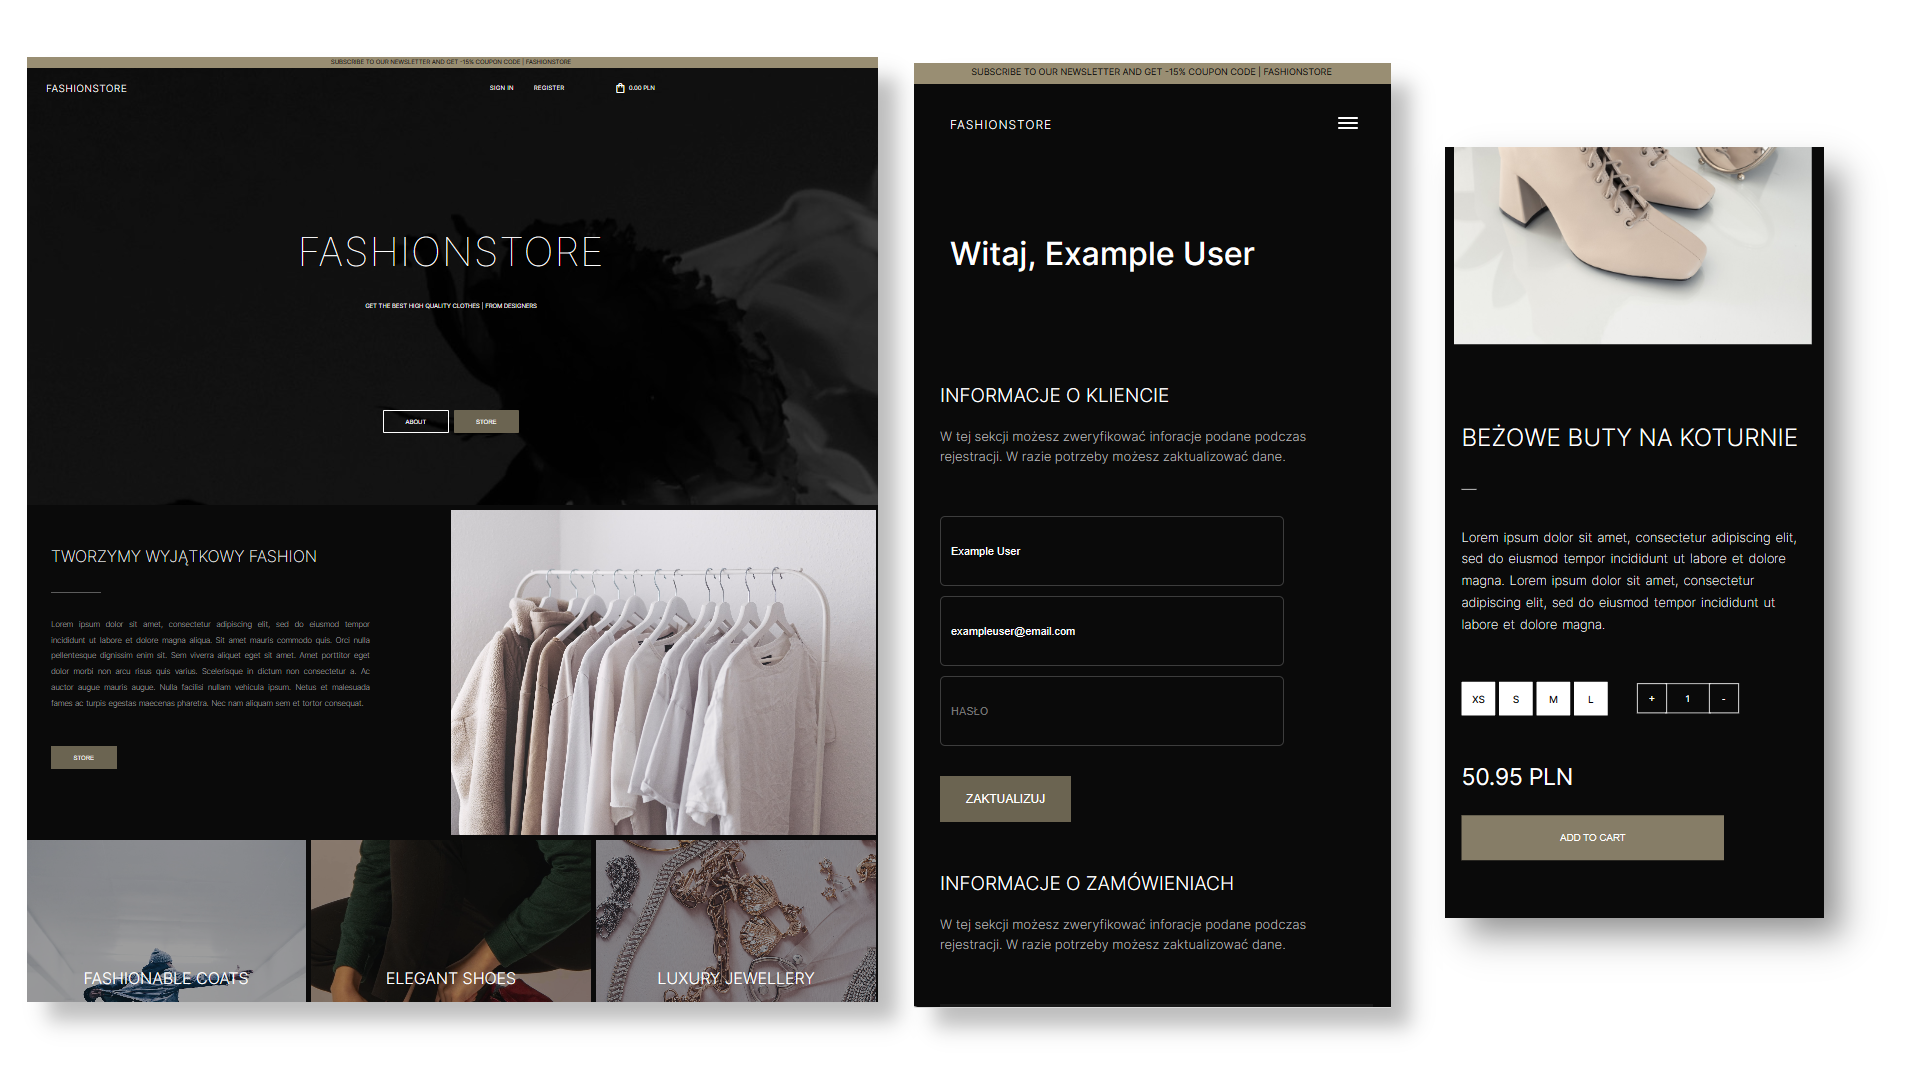 SUBSCRIBE TO OUR NEWSLETTER AND GET -15% COUPON CODE | FASHIONSTORE
FASHIONSTORE
SIGN IN
REGISTER
0.00 PLN
FASHIONSTORE
GET THE BEST HIGH QUALITY CLOTHES | FROM DESIGNERS
ABOUT
STORE
TWORZYMY WYJĄTKOWY FASHION
Lorem ipsum dolor sit amet, consectetur adipiscing elit, sed do eiusmod tempor
incididunt ut labore et dolore magna aliqua. Sit amet mauris commodo quis. Orci nulla
pellentesque dignissim enim sit. Sem viverra aliquet eget sit amet. Amet porttitor eget
dolor morbi non arcu risus quis varius. Scelerisque in dictum non consectetur a. Ac
auctor augue mauris augue. Nulla facilisi nullam vehicula ipsum. Netus et malesuada
fames ac turpis egestas maecenas pharetra. Nec nam aliquam sem et tortor consequat.
STORE
FASHIONABLE COATS
ELEGANT SHOES
LUXURY JEWELLERY
SUBSCRIBE TO OUR NEWSLETTER AND GET -15% COUPON CODE | FASHIONSTORE
FASHIONSTORE
Witaj, Example User
INFORMACJE O KLIENCIE
W tej sekcji możesz zweryfikować inforacje podane podczas
rejestracji. W razie potrzeby możesz zaktualizować dane.
Example User
exampleuser@email.com
HASŁO
ZAKTUALIZUJ
INFORMACJE O ZAMÓWIENIACH
W tej sekcji możesz zweryfikować inforacje podane podczas
rejestracji. W razie potrzeby możesz zaktualizować dane.
BEŻOWE BUTY NA KOTURNIE
Lorem ipsum dolor sit amet, consectetur adipiscing elit,
sed do eiusmod tempor incididunt ut labore et dolore
magna. Lorem ipsum dolor sit amet, consectetur
adipiscing elit, sed do eiusmod tempor incididunt ut
labore et dolore magna.
XS S M L + 1 -
50.95 PLN
ADD TO CART